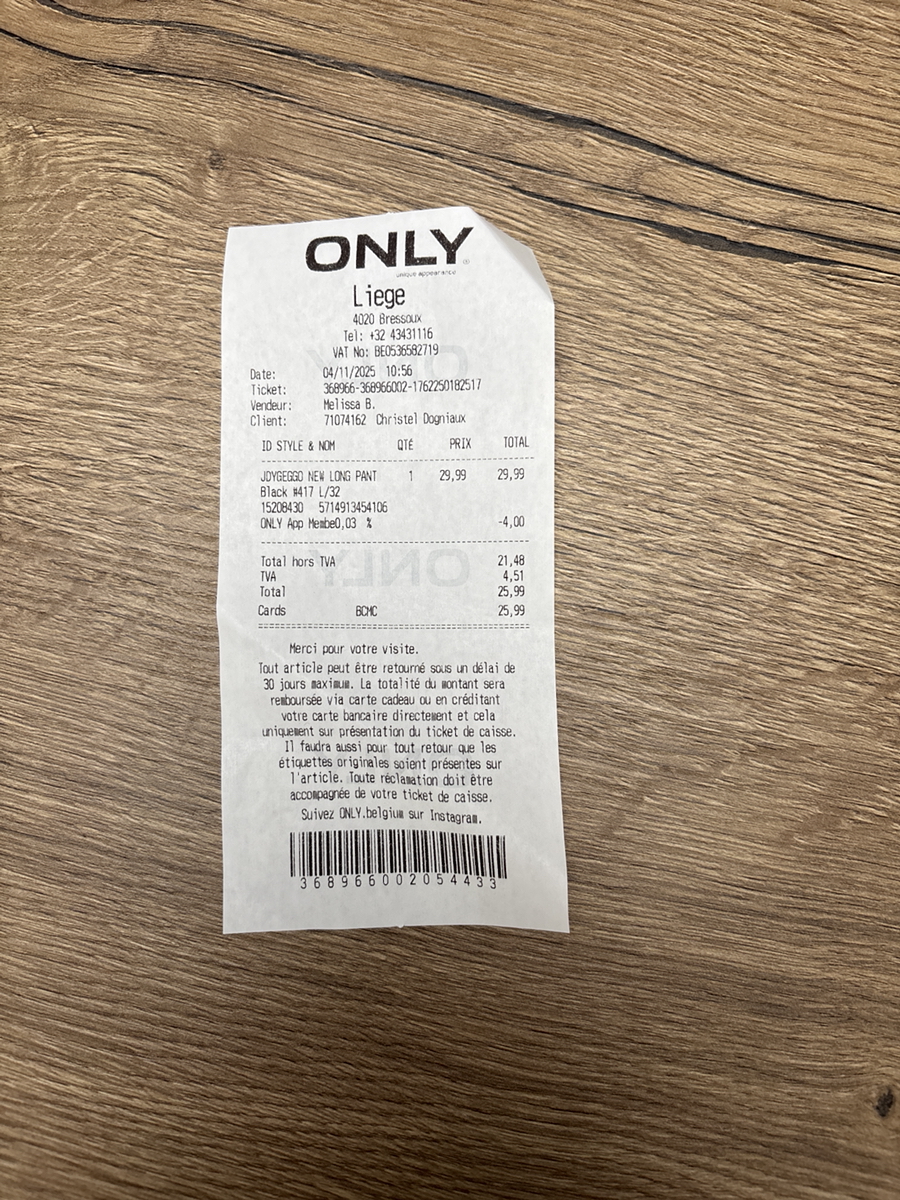 ONLY
unique appearance
Liege
4020 Bressoux
Tel: +32 43431116
VAT No: BE0536582719
Date: 04/11/2025 10:56
Ticket: 368966-368966002-1762250182517
Vendeur: Melissa B.
Client: 71074162 Christel Dogniaux
ID STYLE & NOM QTÉ PRIX TOTAL
JDYGEGGO NEW LONG PANT 1 29,99 29,99
Black #417 L/32
15208430 5714913454106
ONLY App Membe0,03 % -4,00
Total hors TVA 21,48
TVA 4,51
Total 25,99
Cards BCMC 25,99
Merci pour votre visite.
Tout article peut être retourné sous un délai de
30 jours maximum. La totalité du montant sera
remboursée via carte cadeau ou en créditant
votre carte bancaire directement et cela
uniquement sur présentation du ticket de caisse.
Il faudra aussi pour tout retour que les
étiquettes originales soient présentes sur
l'article. Toute réclamation doit être
accompagnée de votre ticket de caisse.
Suivez ONLY.belgium sur Instagram.
368966002054433